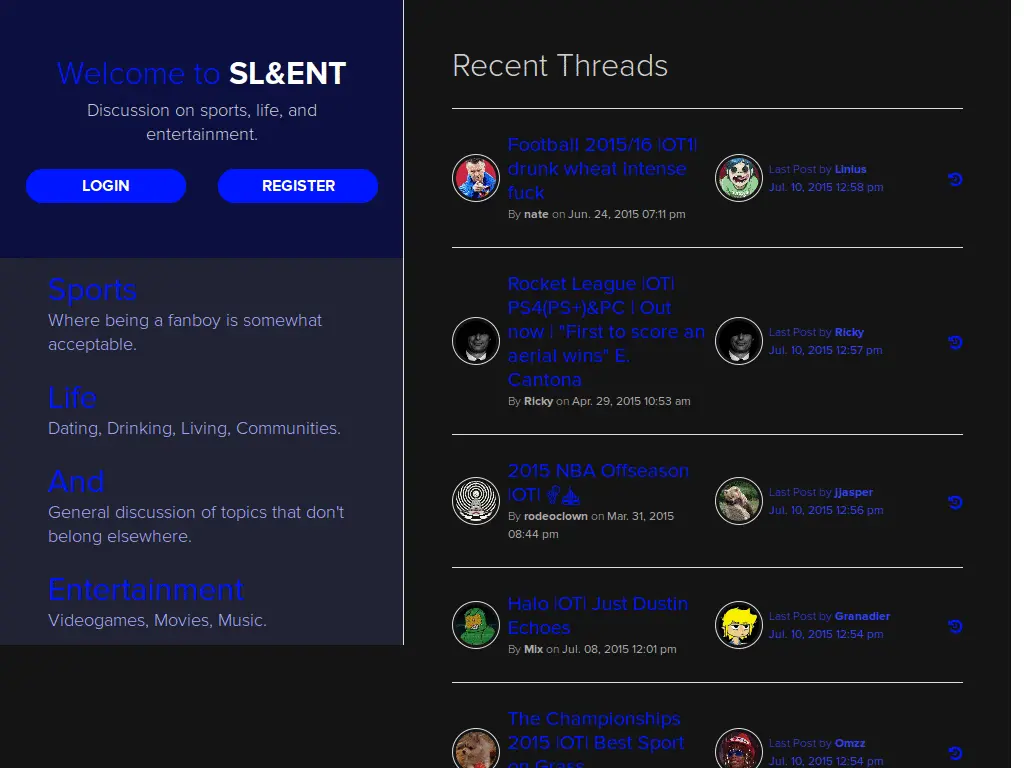 Welcome to SL&ENT
Discussion on sports, life, and
entertainment.
LOGIN
REGISTER
Sports
Where being a fanboy is somewhat
acceptable.
Life
Dating, Drinking, Living, Communities.
And
General discussion of topics that don't
belong elsewhere.
Entertainment
Videogames, Movies, Music.
Recent Threads
Football 2015/16 |OT1|
drunk wheat intense
fuck
By nate on Jun. 24, 2015 07:11 pm
Last Post by Linius
Jul. 10, 2015 12:58 pm
Rocket League |OT|
PS4(PS+)&PC | Out
now | "First to score an
aerial wins" E.
Cantona
By Ricky on Apr. 29, 2015 10:53 am
Last Post by Ricky
Jul. 10, 2015 12:57 pm
2015 NBA Offseason
|OT|
By rodeoclown on Mar. 31, 2015
08:44 pm
Last Post by jjasper
Jul. 10, 2015 12:56 pm
Halo |OT| Just Dustin
Echoes
By Mix on Jul. 08, 2015 12:01 pm
Last Post by Granadier
Jul. 10, 2015 12:54 pm
The Championships
2015 |OT| Best Sport
on Grass
Last Post by Omzz
Jul. 10, 2015 12:54 pm